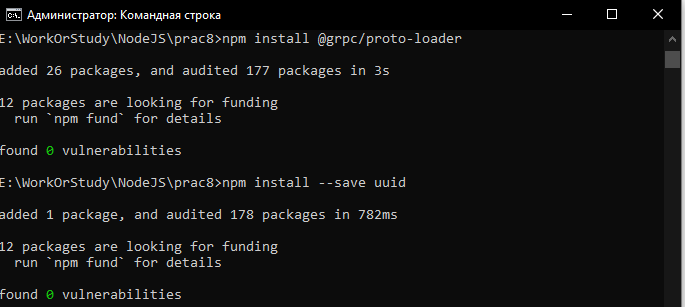 Администратор: Командная строка
E:\WorkOrStudy\NodeJS\prac8>npm install @grpc/proto-loader
added 26 packages, and audited 177 packages in 3s
12 packages are looking for funding
  run `npm fund` for details
found 0 vulnerabilities
E:\WorkOrStudy\NodeJS\prac8>npm install --save uuid
added 1 package, and audited 178 packages in 782ms
12 packages are looking for funding
  run `npm fund` for details
found 0 vulnerabilities